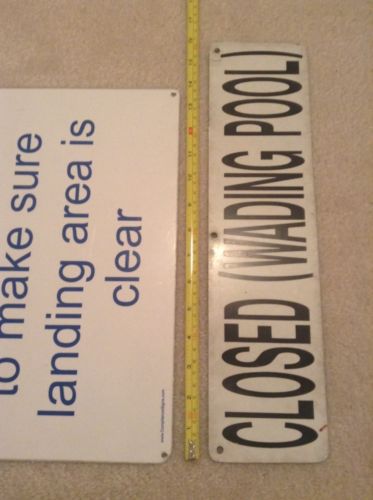 to make sure
landing area is
clear
CLOSED (WADING POOL)